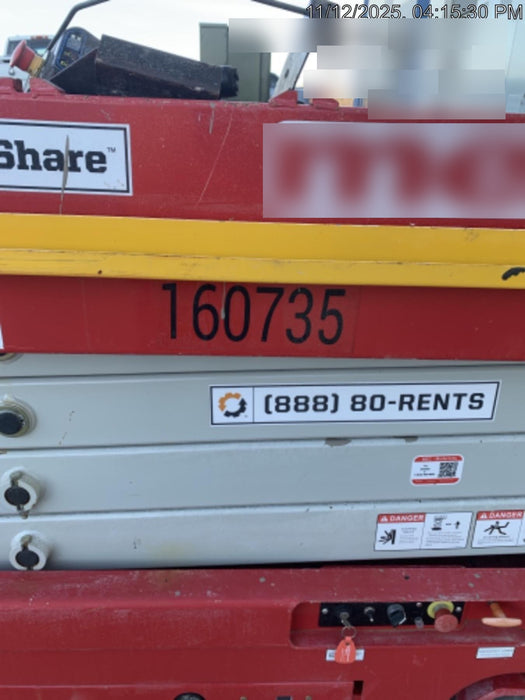 11/12/2025, 04:15:30 PM
Share™
160735
(888) 80-RENTS
DANGER
DANGER